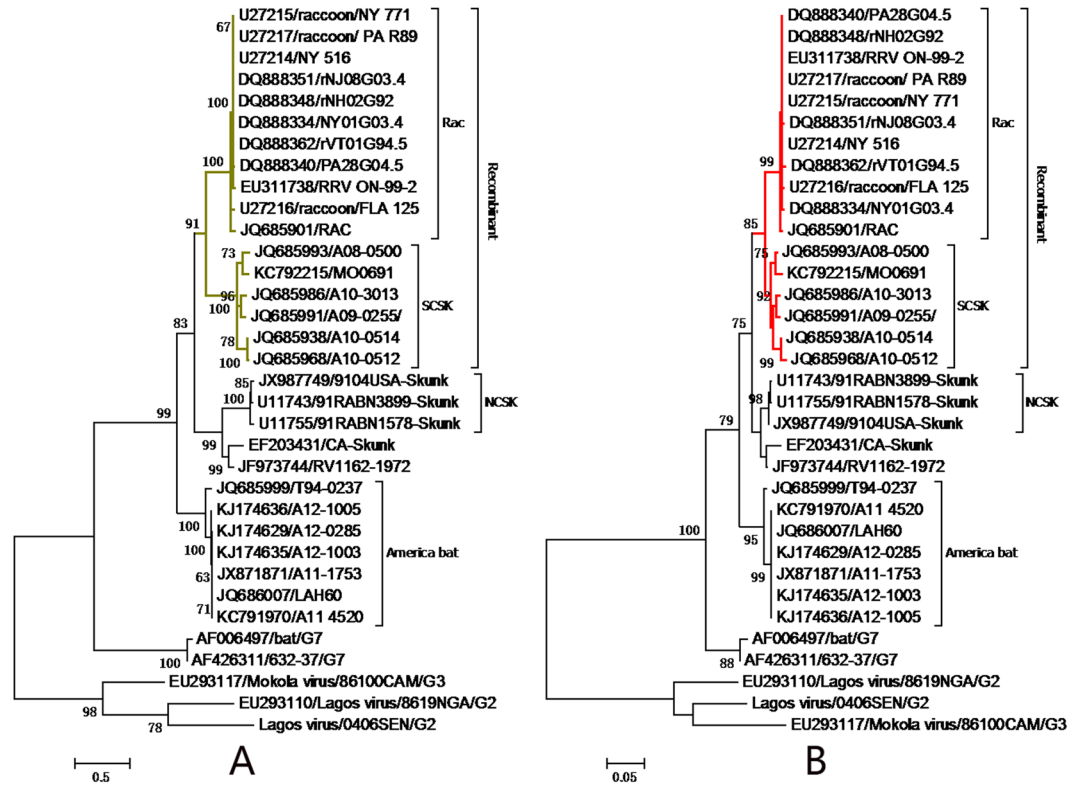 U27215/raccoon/NY 771
U27217/raccoon/ PA R89
U27214/NY 516
DQ888351/rNJ08G03.4
DQ888348/rNH02G92
DQ888334/NY01G03.4
DQ888362/rVT01G94.5
DQ888340/PA28G04.5
EU311738/RRV ON-99-2
U27216/raccoon/FLA 125
JQ685901/RAC
JQ685993/A08-0500
KC792215/MO0691
JQ685986/A10-3013
JQ685991/A09-0255/
JQ685938/A10-0514
JQ685968/A10-0512
JX987749/9104USA-Skunk
U11743/91RABN3899-Skunk
U11755/91RABN1578-Skunk
EF203431/CA-Skunk
JF973744/RV1162-1972
JQ685999/T94-0237
KJ174636/A12-1005
KJ174629/A12-0285
KJ174635/A12-1003
JX871871/A11-1753
JQ686007/LAH60
KC791970/A11 4520
AF006497/bat/G7
AF426311/632-37/G7
EU293117/Mokola virus/86100CAM/G3
EU293110/Lagos virus/8619NGA/G2
Lagos virus/0406SEN/G2
67
100
100
91
73
96
100
78
100
83
85
100
99
99
99
100
100
63
71
100
98
78
Rac
Recombinant
SCSK
NCSK
America bat
0.5
A
DQ888340/PA28G04.5
DQ888348/rNH02G92
EU311738/RRV ON-99-2
U27217/raccoon/ PA R89
U27215/raccoon/NY 771
DQ888351/rNJ08G03.4
U27214/NY 516
DQ888362/rVT01G94.5
U27216/raccoon/FLA 125
DQ888334/NY01G03.4
JQ685901/RAC
JQ685993/A08-0500
KC792215/MO0691
JQ685986/A10-3013
JQ685991/A09-0255/
JQ685938/A10-0514
JQ685968/A10-0512
U11743/91RABN3899-Skunk
U11755/91RABN1578-Skunk
JX987749/9104USA-Skunk
EF203431/CA-Skunk
JF973744/RV1162-1972
JQ685999/T94-0237
KC791970/A11 4520
JQ686007/LAH60
KJ174629/A12-0285
JX871871/A11-1753
KJ174635/A12-1003
KJ174636/A12-1005
AF006497/bat/G7
AF426311/632-37/G7
EU293110/Lagos virus/8619NGA/G2
Lagos virus/0406SEN/G2
EU293117/Mokola virus/86100CAM/G3
99
85
75
92
75
99
98
79
100
95
99
88
Rac
Recombinant
SCSK
NCSK
America bat
0.05
B